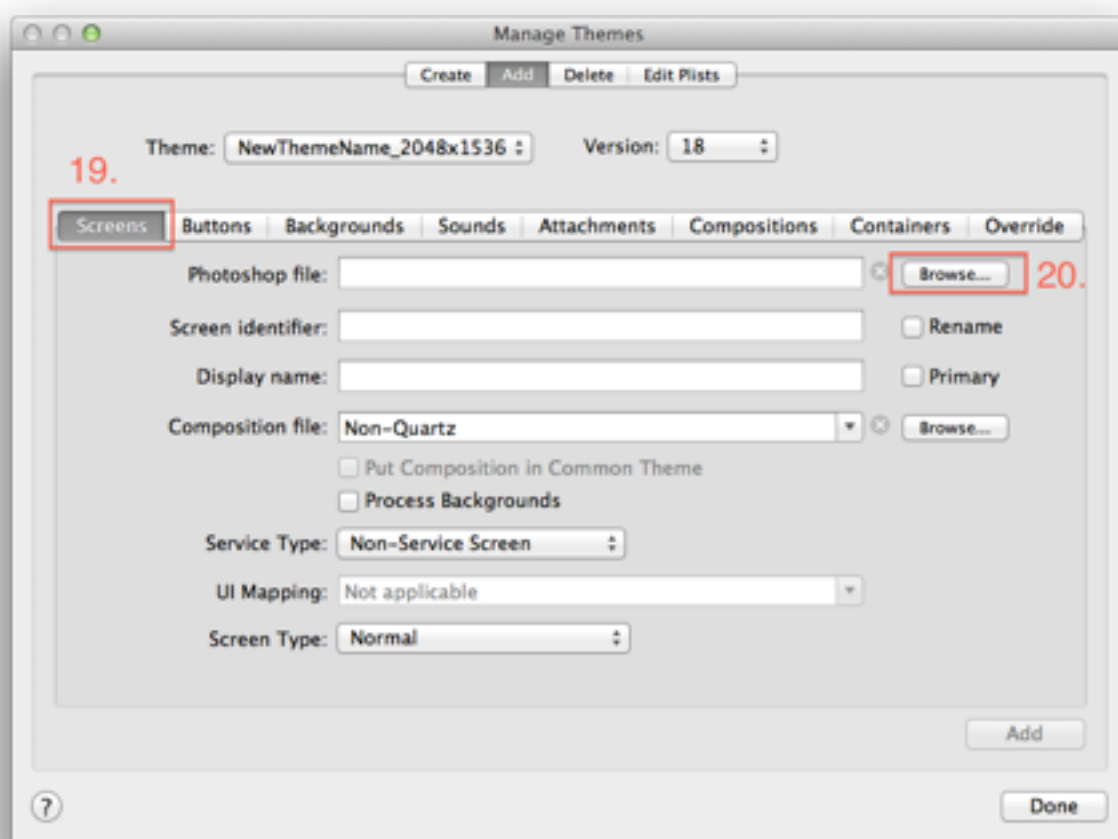 Manage Themes
Create Add Delete Edit Plists
Theme: NewThemeName_2048x1536 Version: 18
19.
Screens Buttons Backgrounds Sounds Attachments Compositions Containers Override
Photoshop file: Browse... 20.
Screen identifier: Rename
Display name: Primary
Composition file: Non-Quartz Browse...
Put Composition in Common Theme
Process Backgrounds
Service Type: Non-Service Screen
UI Mapping: Not applicable
Screen Type: Normal
Add
? Done